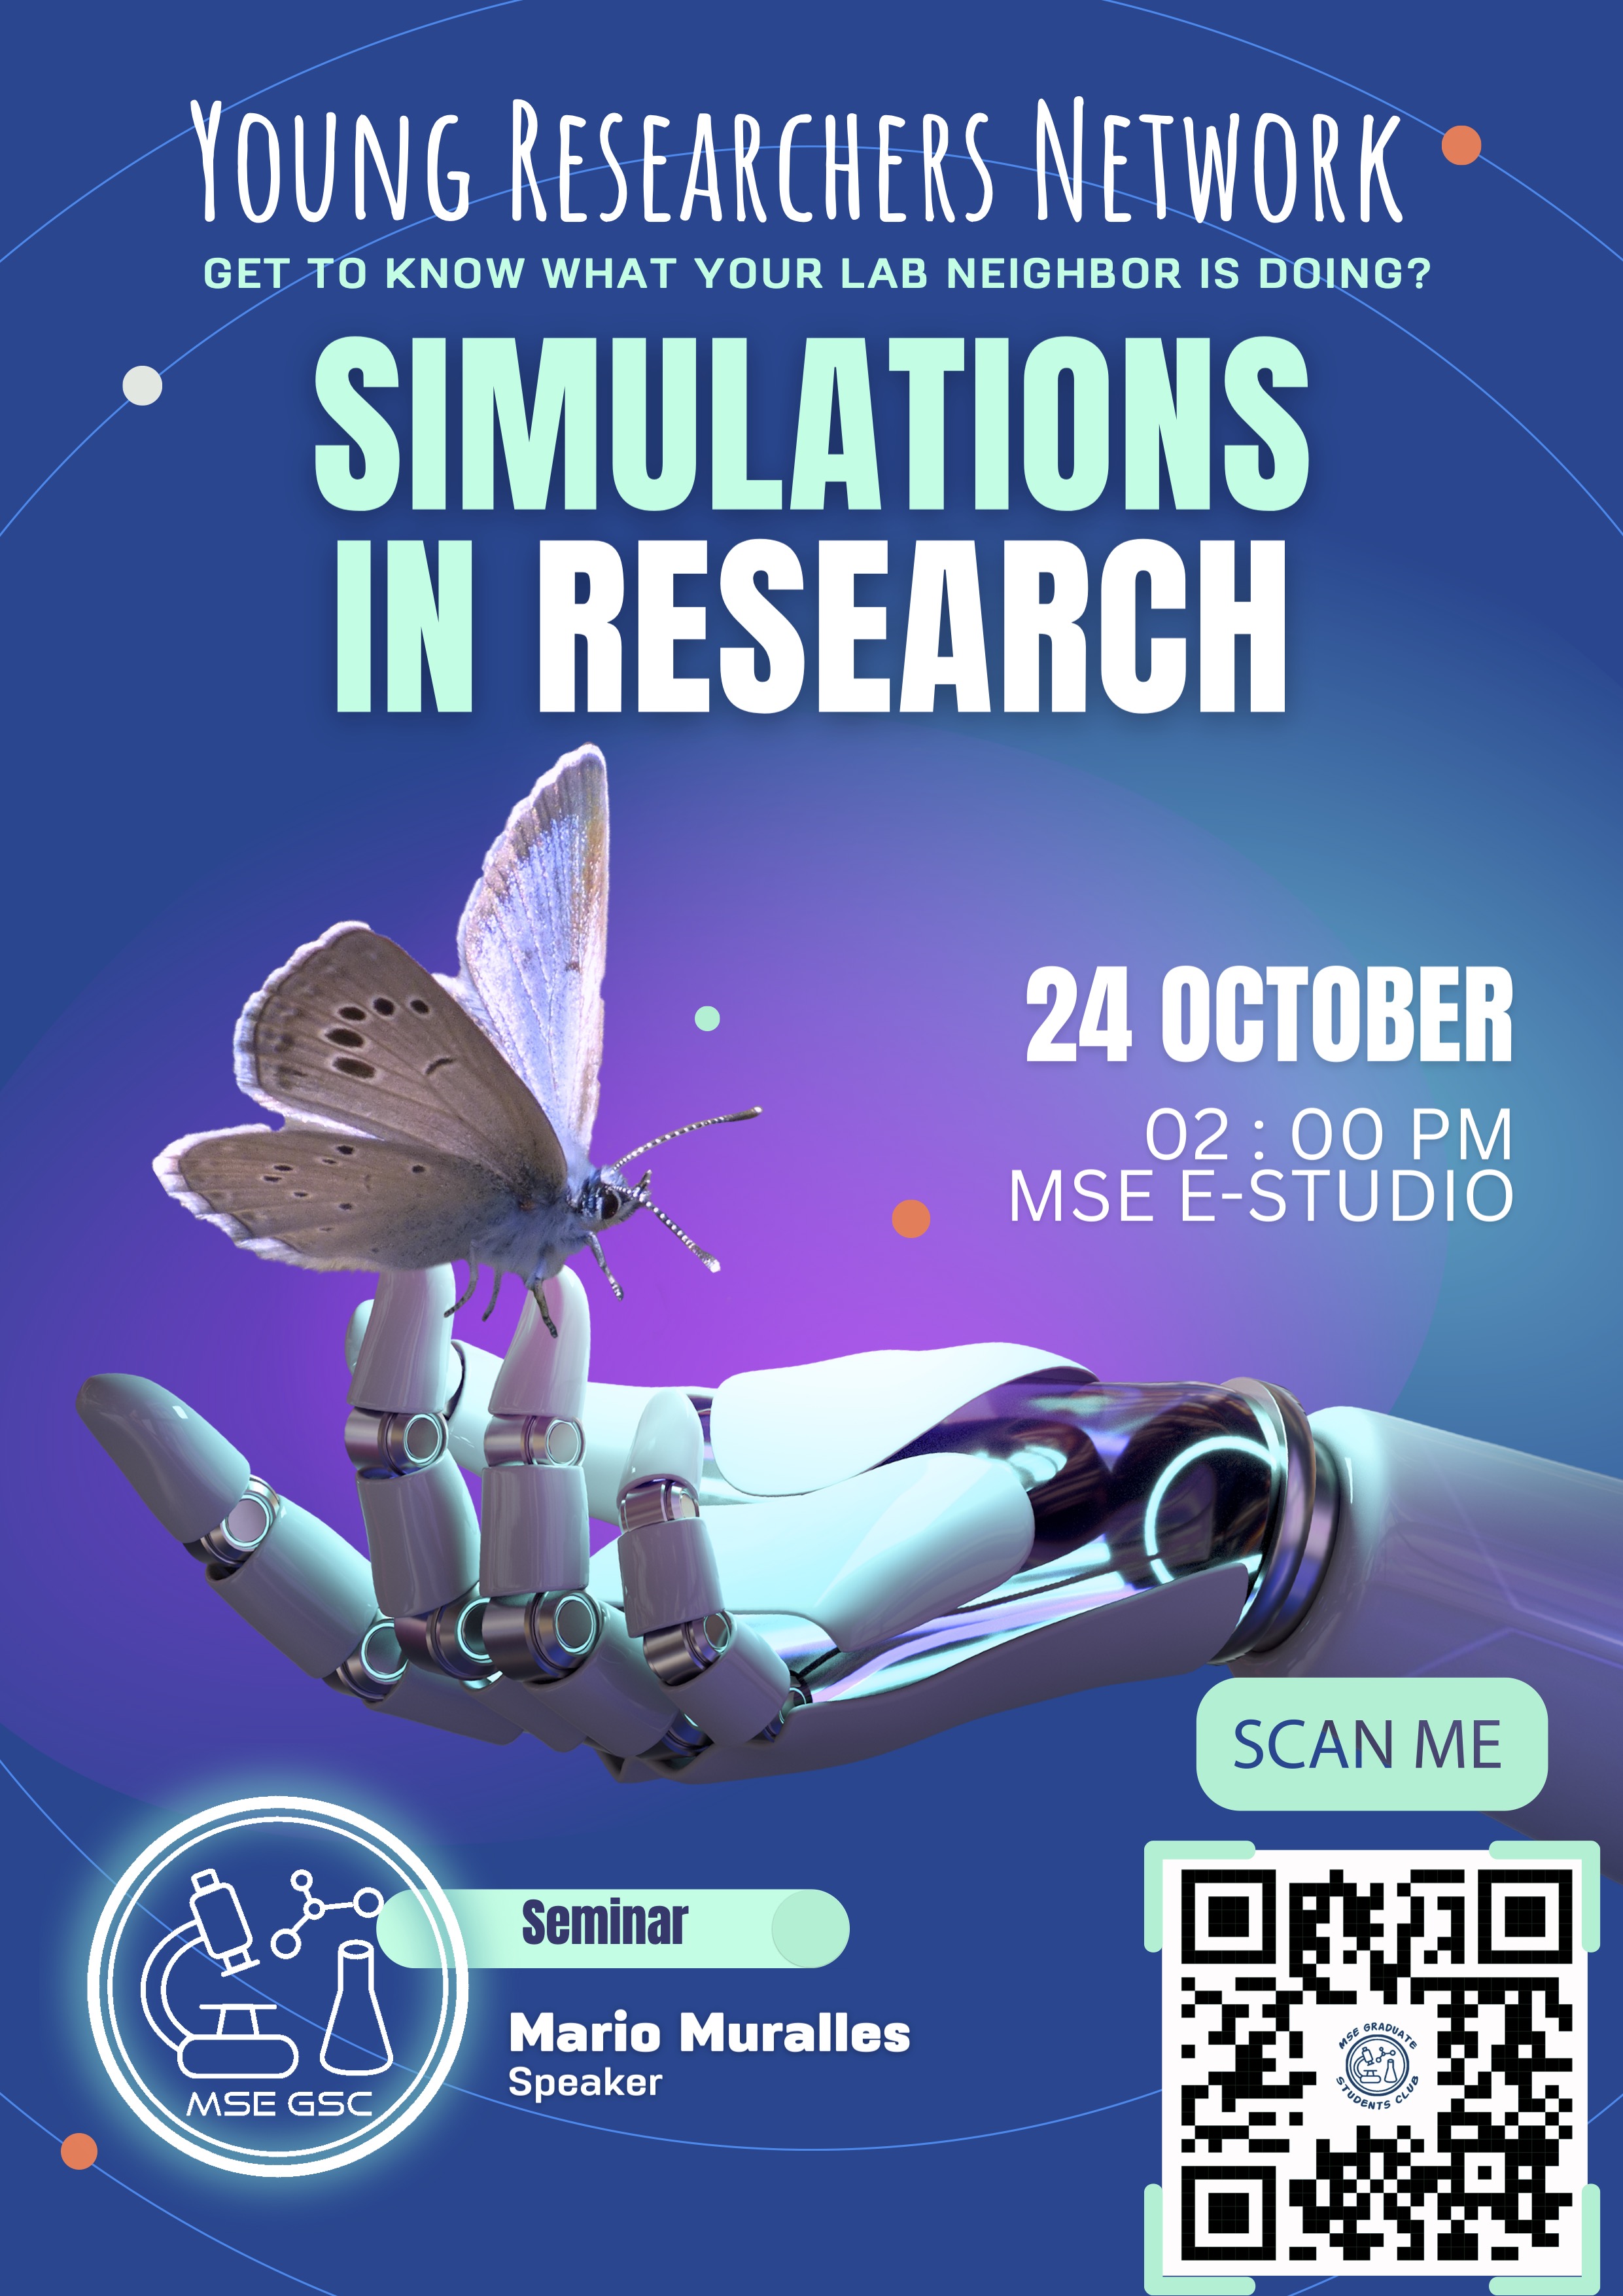 Young Researchers Network
GET TO KNOW WHAT YOUR LAB NEIGHBOR IS DOING?
SIMULATIONS
IN RESEARCH
24 OCTOBER
02 : 00 PM
MSE E-STUDIO
SCAN ME
Seminar
Mario Muralles
Speaker
MSE GSC
MSE GRADUATE
STUDENTS CLUB